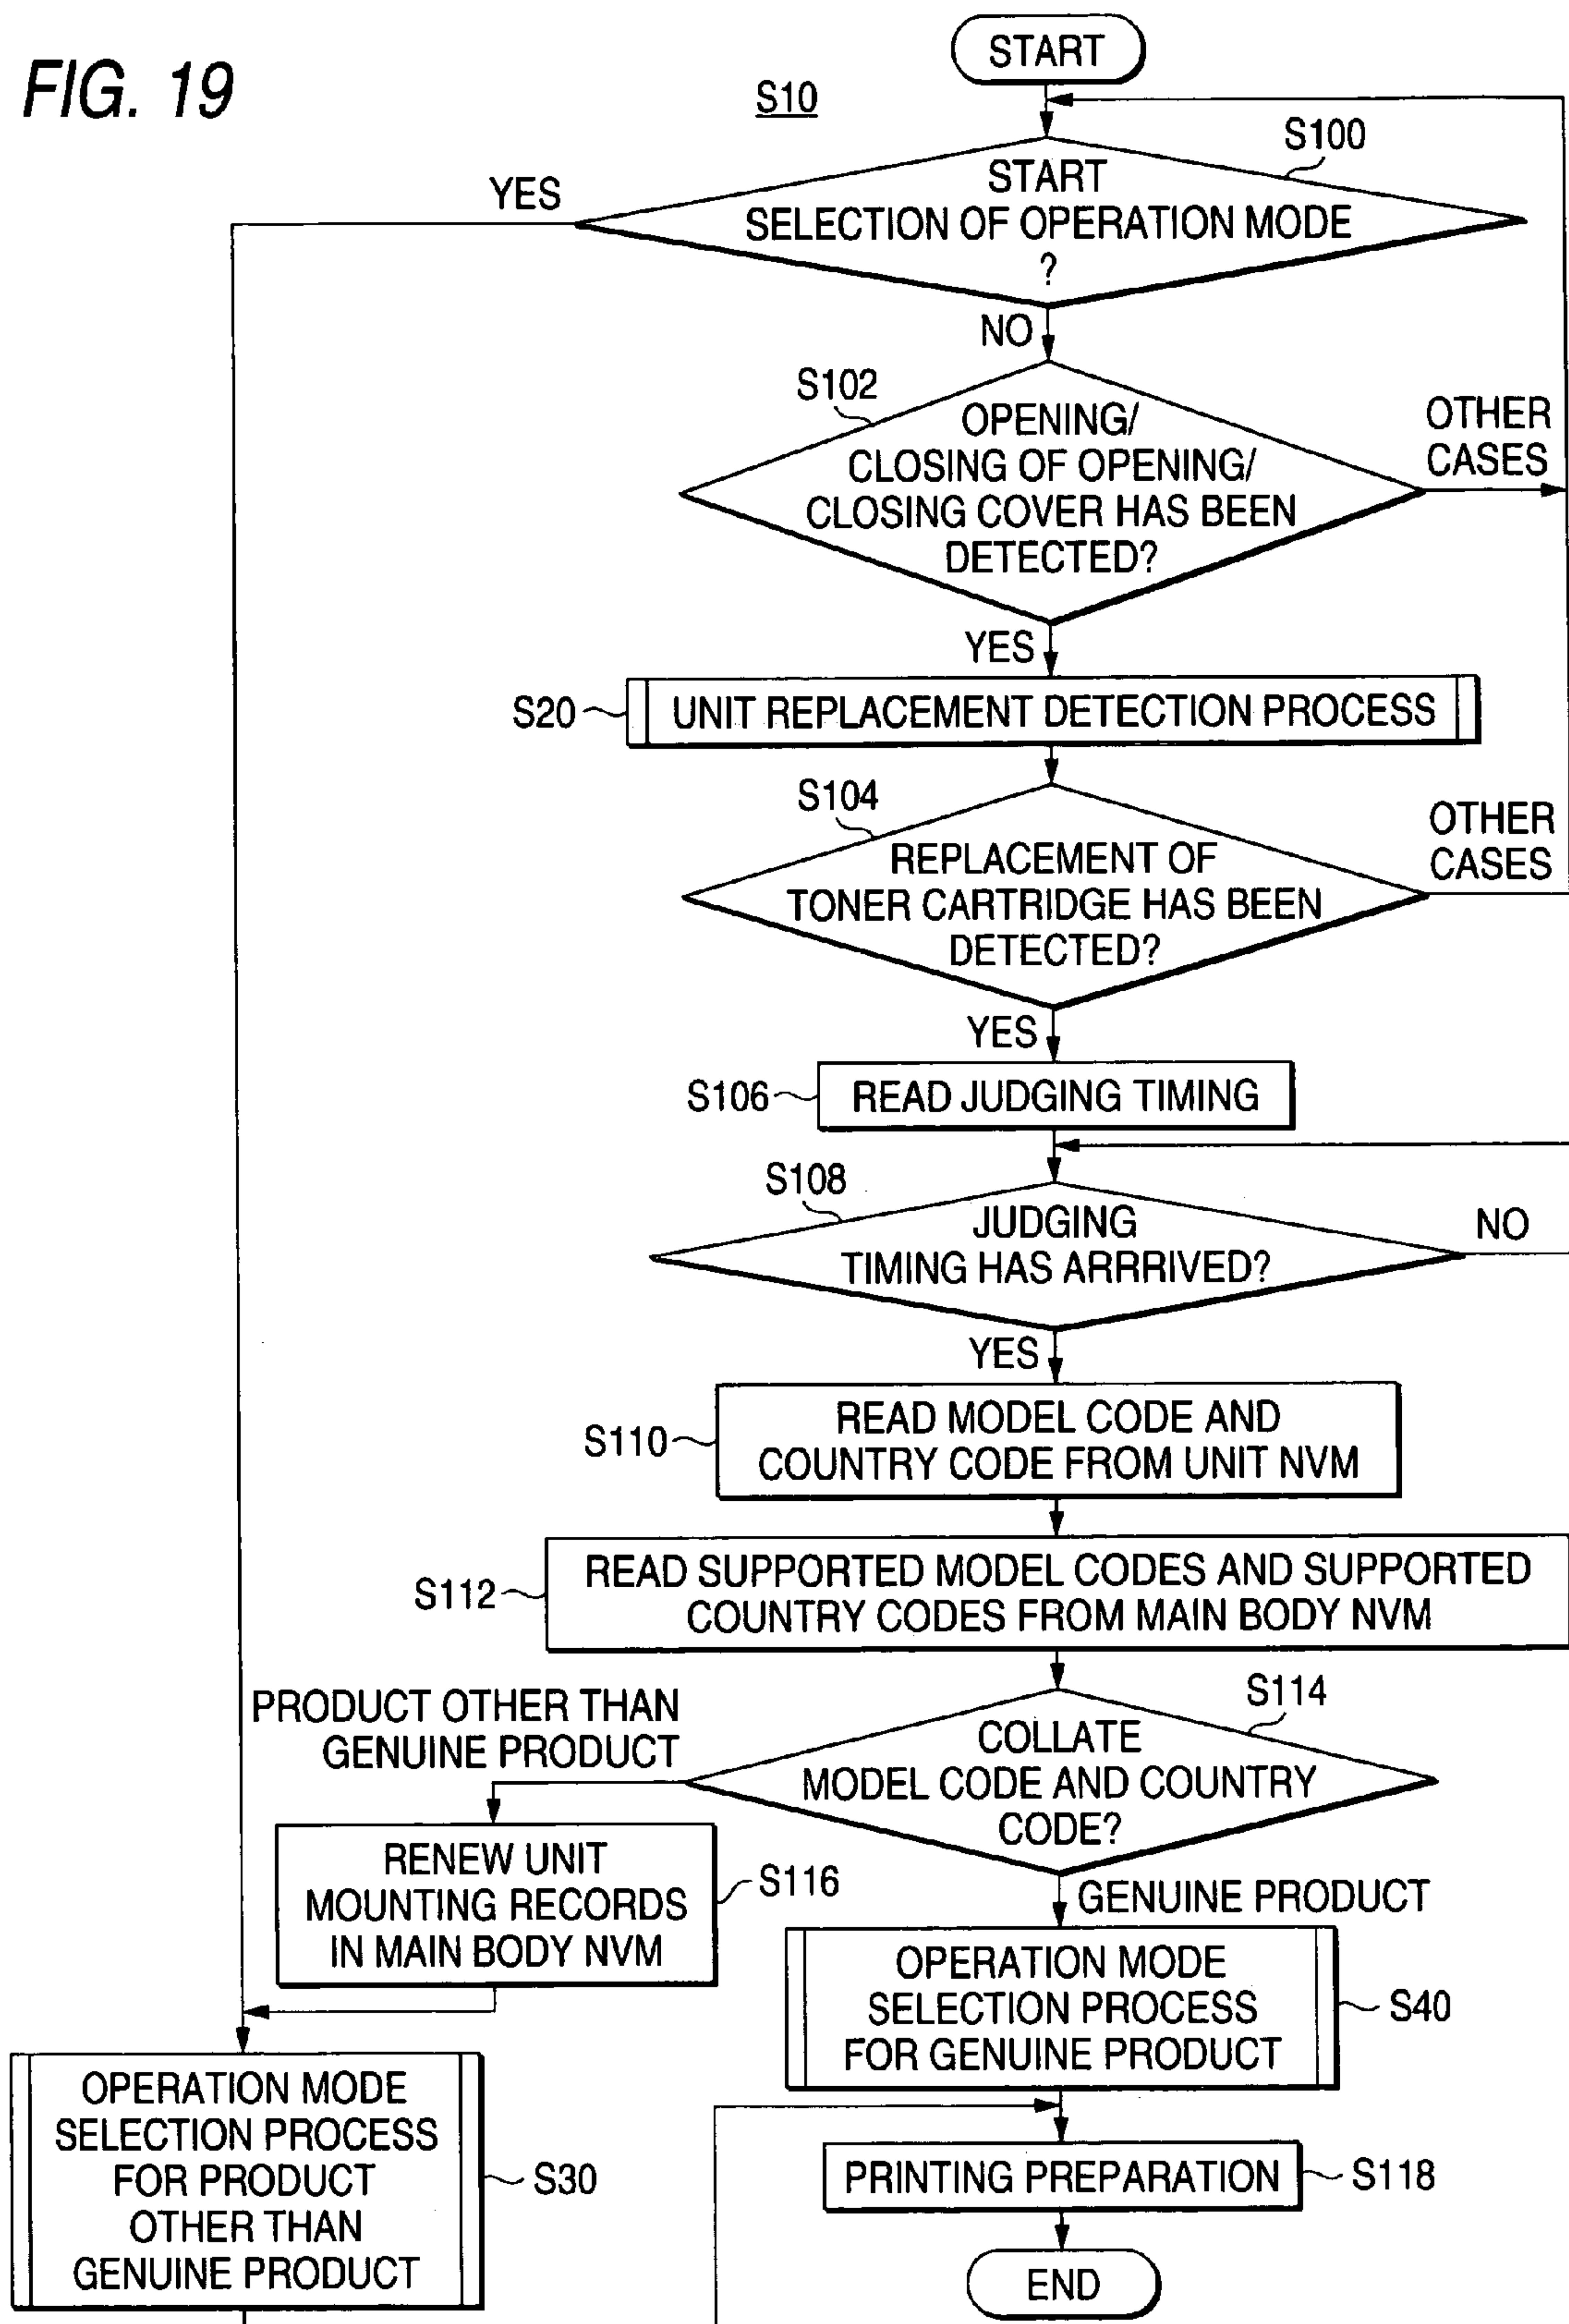 FIG. 19
START
S10
S100
YES
START
SELECTION OF OPERATION MODE
?
NO
S102
OPENING/
CLOSING OF OPENING/
CLOSING COVER HAS BEEN
DETECTED?
OTHER
CASES
YES
S20
UNIT REPLACEMENT DETECTION PROCESS
S104
REPLACEMENT OF
TONER CARTRIDGE HAS BEEN
DETECTED?
OTHER
CASES
YES
S106
READ JUDGING TIMING
S108
JUDGING
TIMING HAS ARRRIVED?
NO
YES
S110
READ MODEL CODE AND
COUNTRY CODE FROM UNIT NVM
S112
READ SUPPORTED MODEL CODES AND SUPPORTED
COUNTRY CODES FROM MAIN BODY NVM
S114
PRODUCT OTHER THAN
GENUINE PRODUCT
COLLATE
MODEL CODE AND COUNTRY
CODE?
RENEW UNIT
MOUNTING RECORDS
IN MAIN BODY NVM
S116
GENUINE PRODUCT
OPERATION MODE
SELECTION PROCESS
FOR GENUINE PRODUCT
S40
OPERATION MODE
SELECTION PROCESS
FOR PRODUCT
OTHER THAN
GENUINE PRODUCT
S30
PRINTING PREPARATION
S118
END